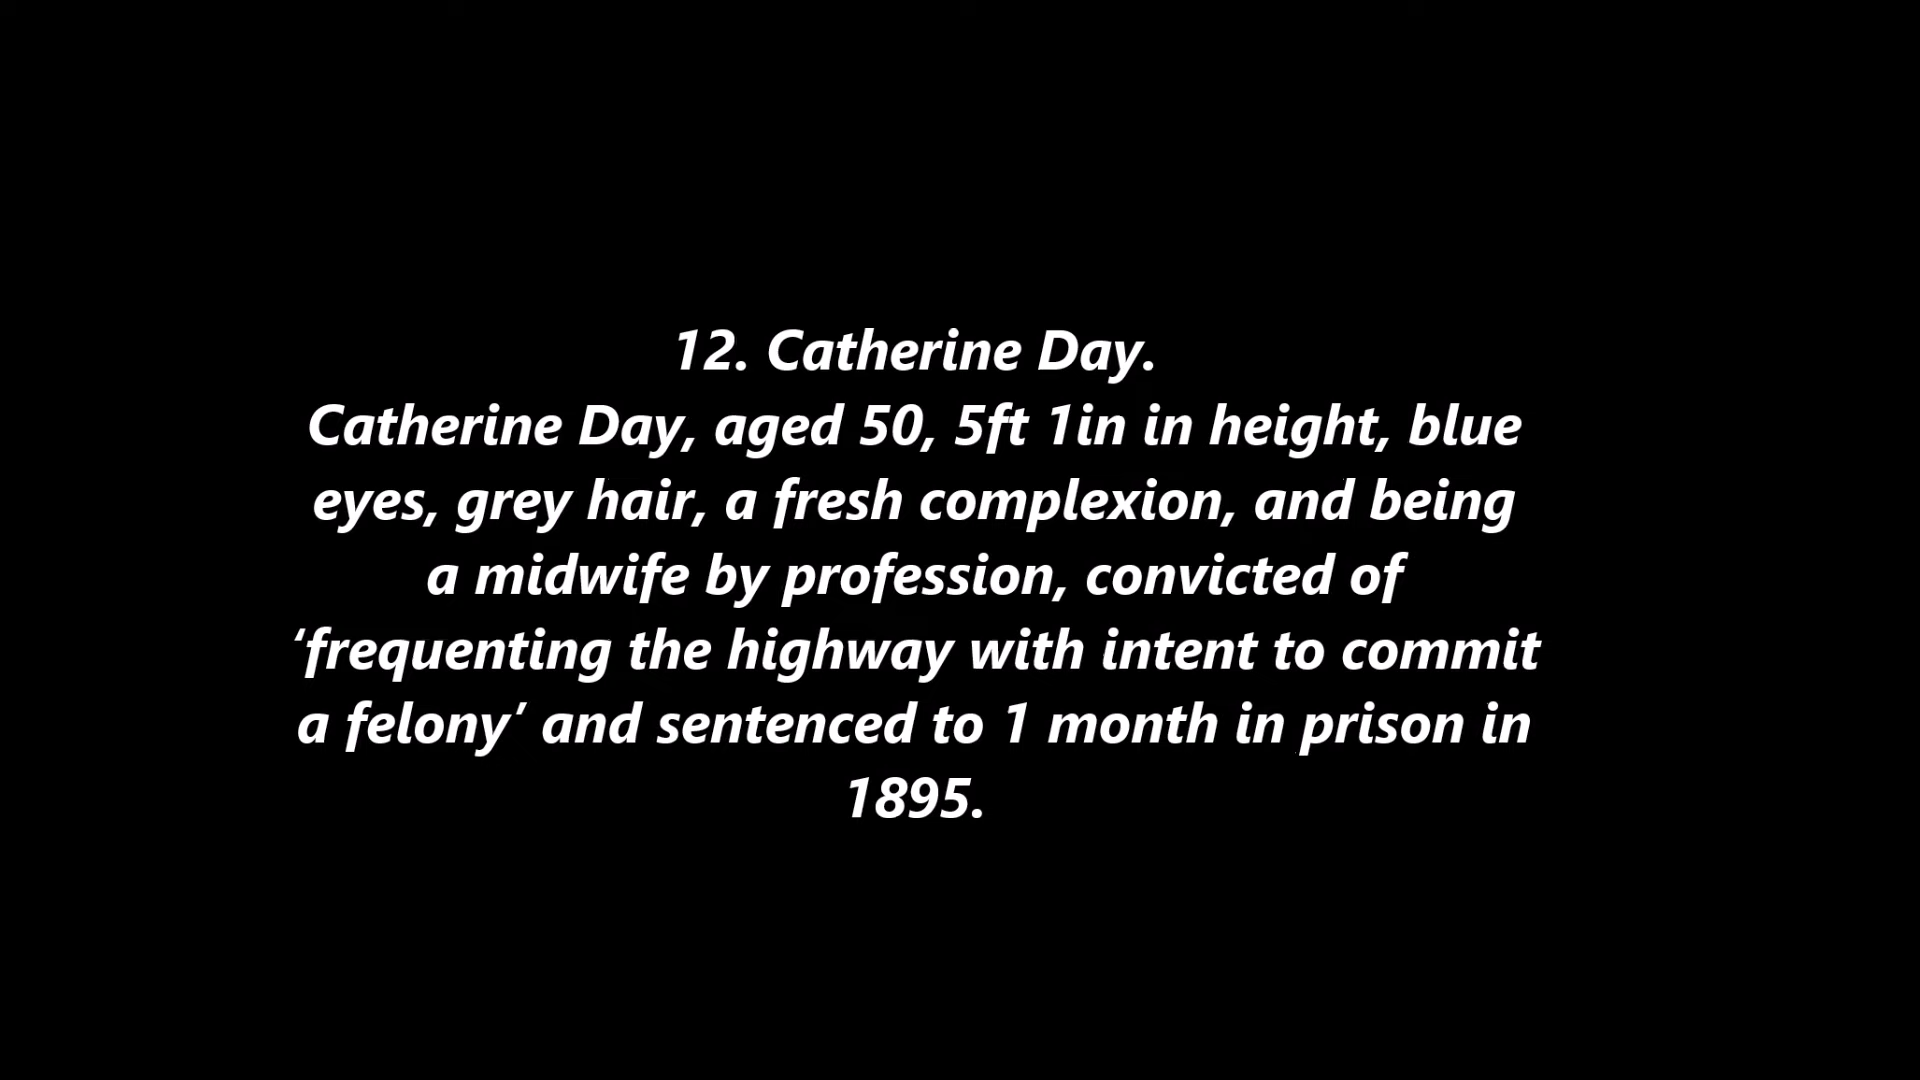 12. Catherine Day.
Catherine Day, aged 50, 5ft 1in in height, blue
eyes, grey hair, a fresh complexion, and being
a midwife by profession, convicted of
‘frequenting the highway with intent to commit
a felony’ and sentenced to 1 month in prison in
1895.